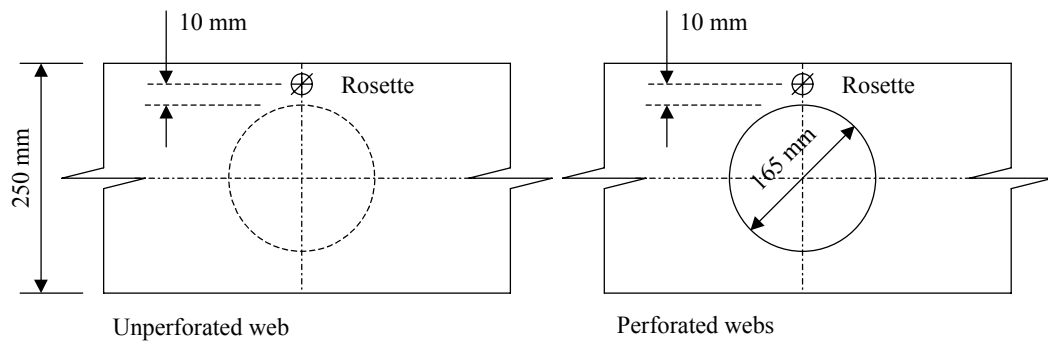 10 mm
10 mm
Rosette
Rosette
250 mm
165 mm
Unperforated web
Perforated webs